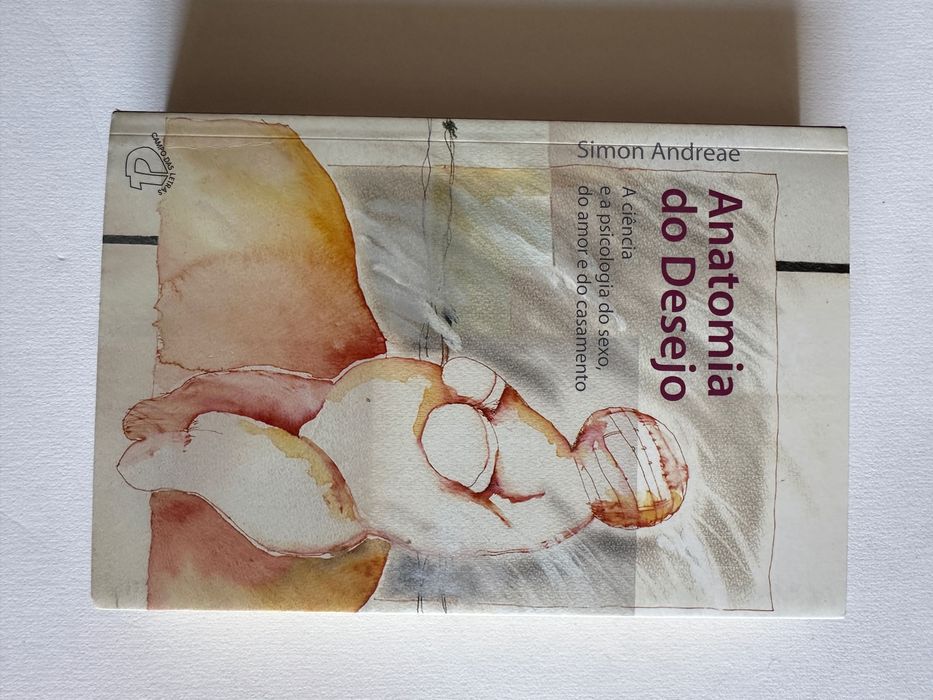 Simon Andreae
Anatomia
do Desejo
A ciência
e a psicologia do sexo,
do amor e do casamento
CAMPO DAS LETRAS